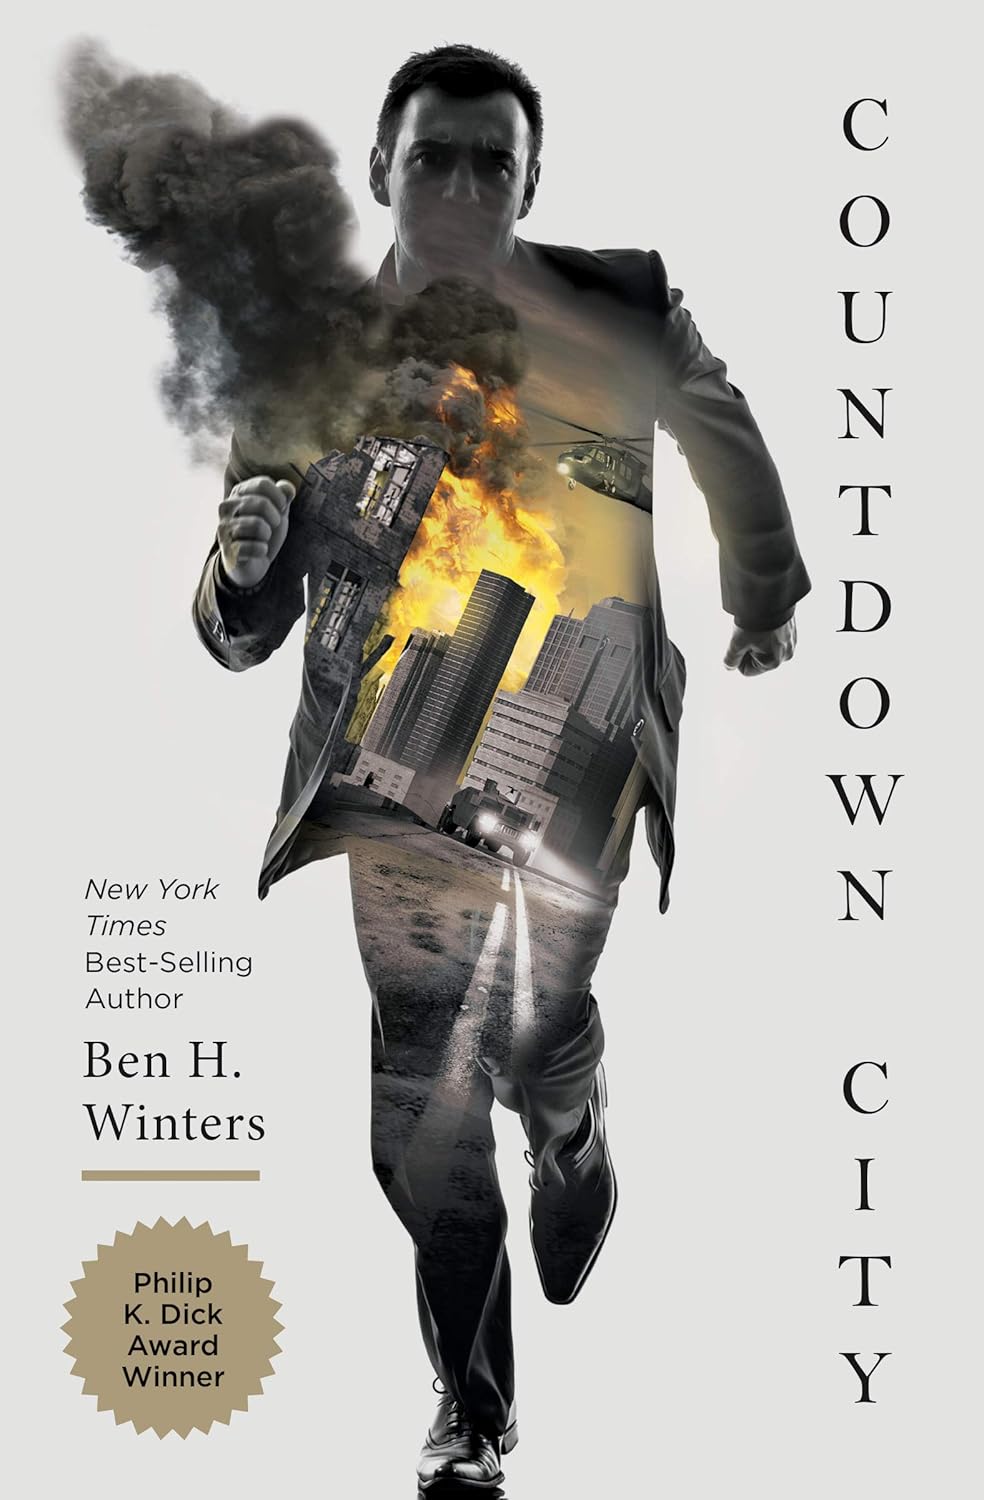 COUNTDOWN CITY
New York
Times
Best-Selling
Author
Ben H.
Winters
Philip
K. Dick
Award
Winner